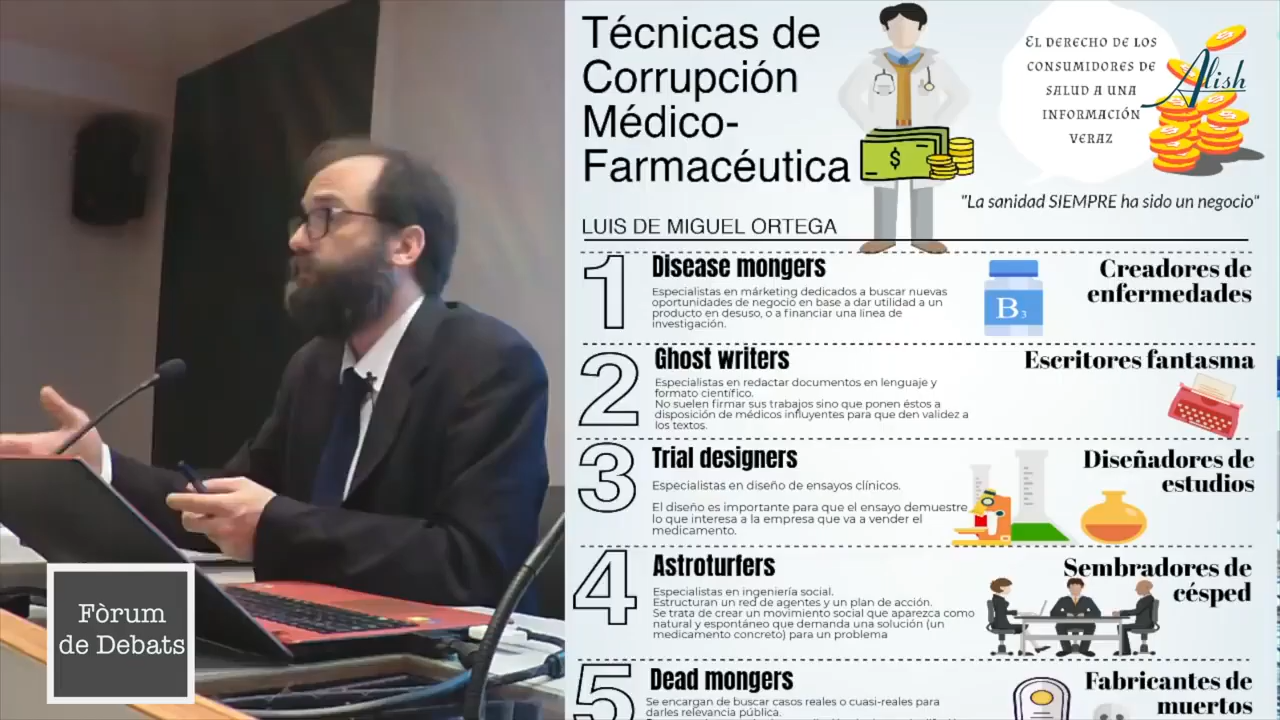 Técnicas de
Corrupción
Médico-
Farmacéutica
LUIS DE MIGUEL ORTEGA
$
EL DERECHO DE LOS
CONSUMIDORES DE
SALUD A UNA
INFORMACIÓN
VERAZ
Alish
"La sanidad SIEMPRE ha sido un negocio"
1
Disease mongers
Especialistas en márketing dedicados a buscar nuevas
oportunidades de negocio en base a dar utilidad a un
producto en desuso, o a financiar una linea de
investigación.
B3
Creadores de
enfermedades
2
Ghost writers
Especialistas en redactar documentos en lenguaje y
formato científico.
No suelen firmar sus trabajos sino que ponen éstos a
disposición de médicos influyentes para que den validez a
los textos.
Escritores fantasma
3
Trial designers
Especialistas en diseño de ensayos clínicos.
El diseño es importante para que el ensayo demuestre
lo que interesa a la empresa que va a vender el
medicamento.
Diseñadores de
estudios
4
Astroturfers
Especialistas en ingeniería social.
Estructuran un red de agentes y un plan de acción.
Se trata de crear un movimiento social que aparezca como
natural y espontáneo que demanda una solución (un
medicamento concreto) para un problema
Sembradores de
césped
5
Dead mongers
Se encargan de buscar casos reales o cuasi-reales para
darles relevancia pública.
Fabricantes de
muertos
Fòrum
de Debats